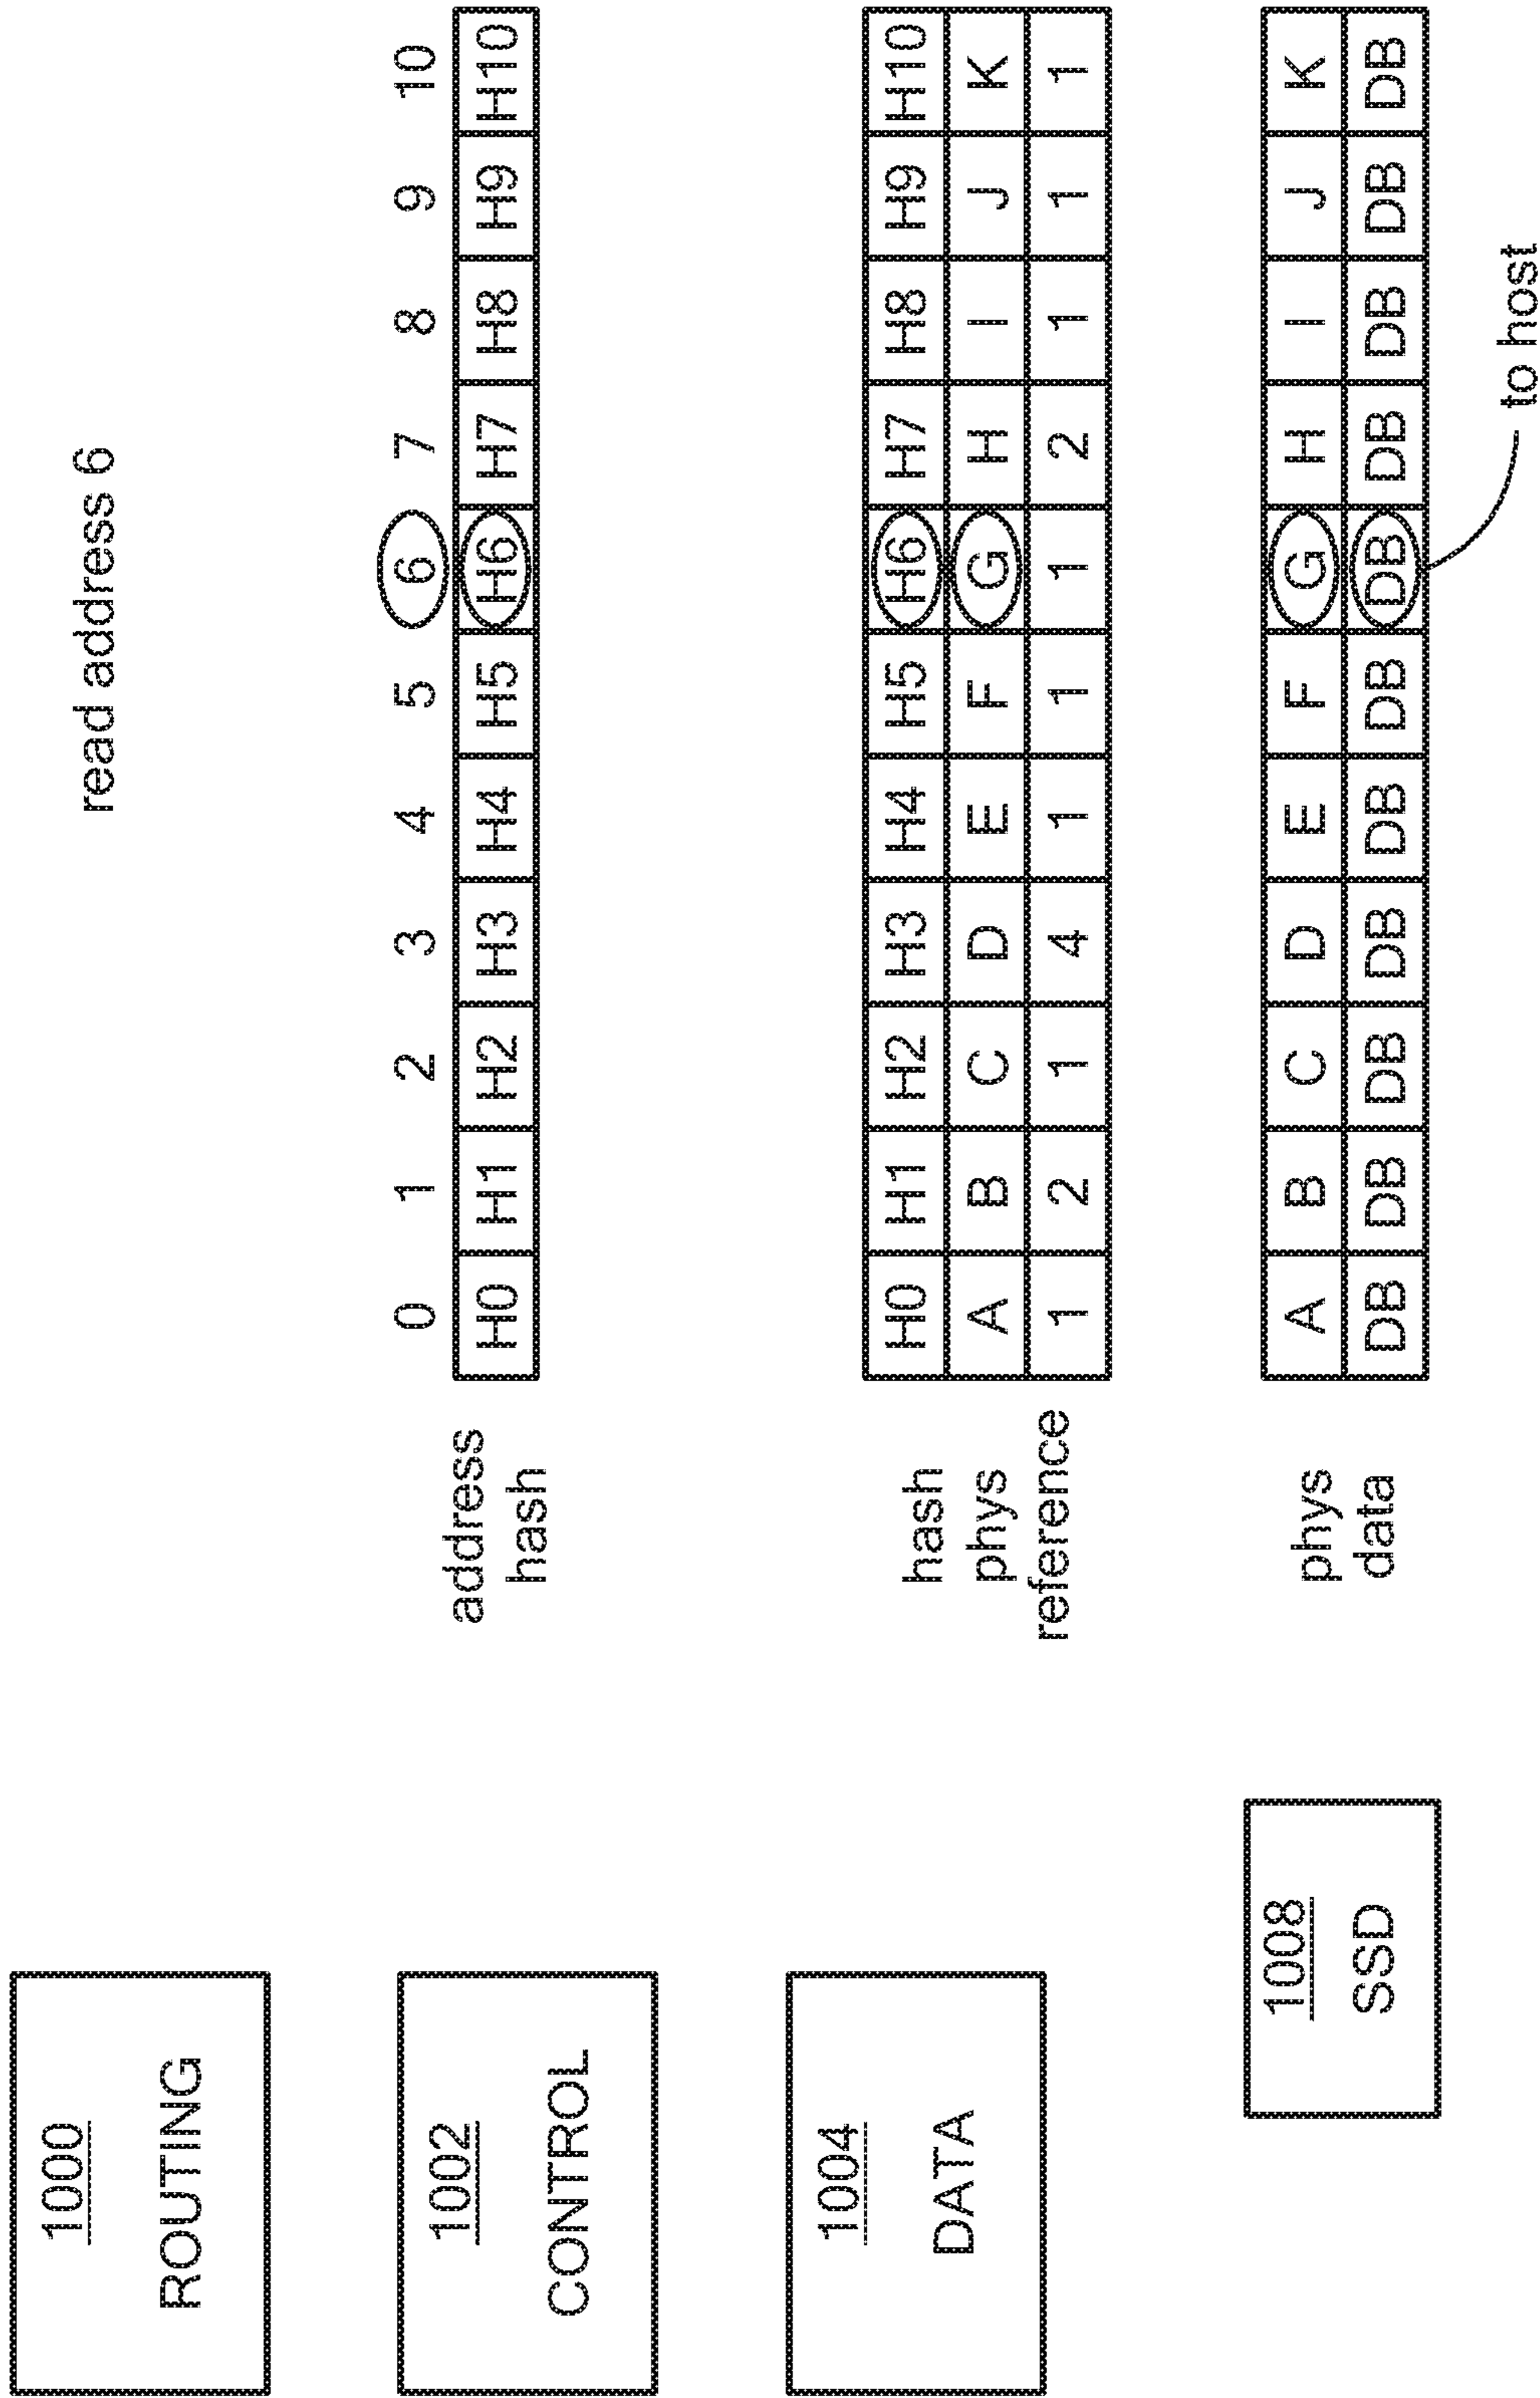 read address 6
1000
ROUTING
0 1 2 3 4 5 6 7 8 9 10
1002
CONTROL
address
hash
H0 H1 H2 H3 H4 H5 H6 H7 H8 H9 H10
1004
DATA
hash H0 H1 H2 H3 H4 H5 H6 H7 H8 H9 H10
phys A B C D E F G H I J K
reference 1 2 1 4 1 1 1 2 1 1 1
1008
SSD
phys A B C D E F G H I J K
data DB DB DB DB DB DB DB DB DB DB DB
to host